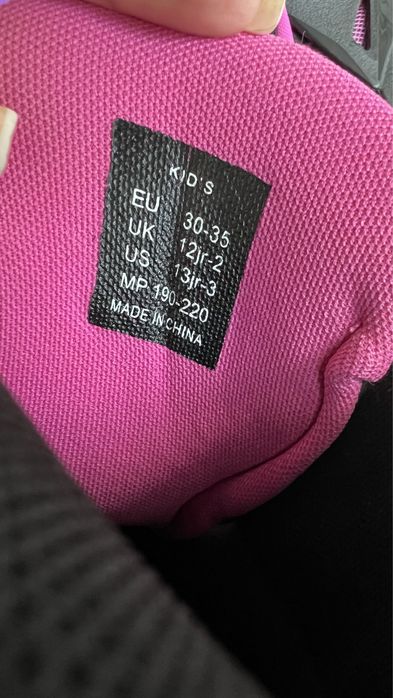 KID'S
EU 30-35
UK 12jr-2
US 13jr-3
MP 190-220
MADE IN CHINA